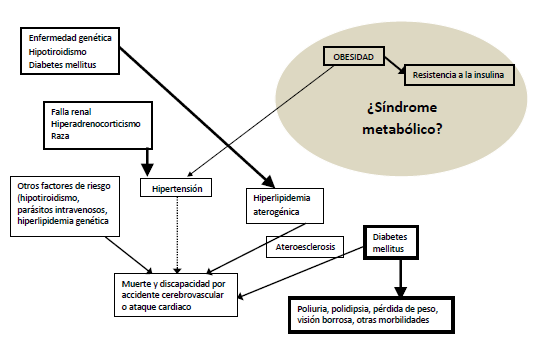 Enfermedad genética
Hipotiroidismo
Diabetes mellitus
OBESIDAD
Resistencia a la insulina
¿Síndrome
metabólico?
Falla renal
Hiperadrenocorticismo
Raza
Otros factores de riesgo
(hipotiroidismo,
parásitos intravenosos,
hiperlipidemia genética
Hipertensión
Hiperlipidemia
aterogénica
Ateroesclerosis
Diabetes
mellitus
Muerte y discapacidad por
accidente cerebrovascular
o ataque cardiaco
Poliuria, polidipsia, pérdida de peso,
visión borrosa, otras morbilidades